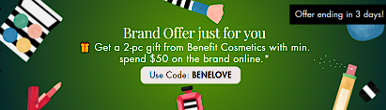 Offer ending in 3 days!
Brand Offer just for you
Get a 2-pc gift from Benefit Cosmetics with min.
spend $50 on the brand online.*
Use Code: BENELOVE